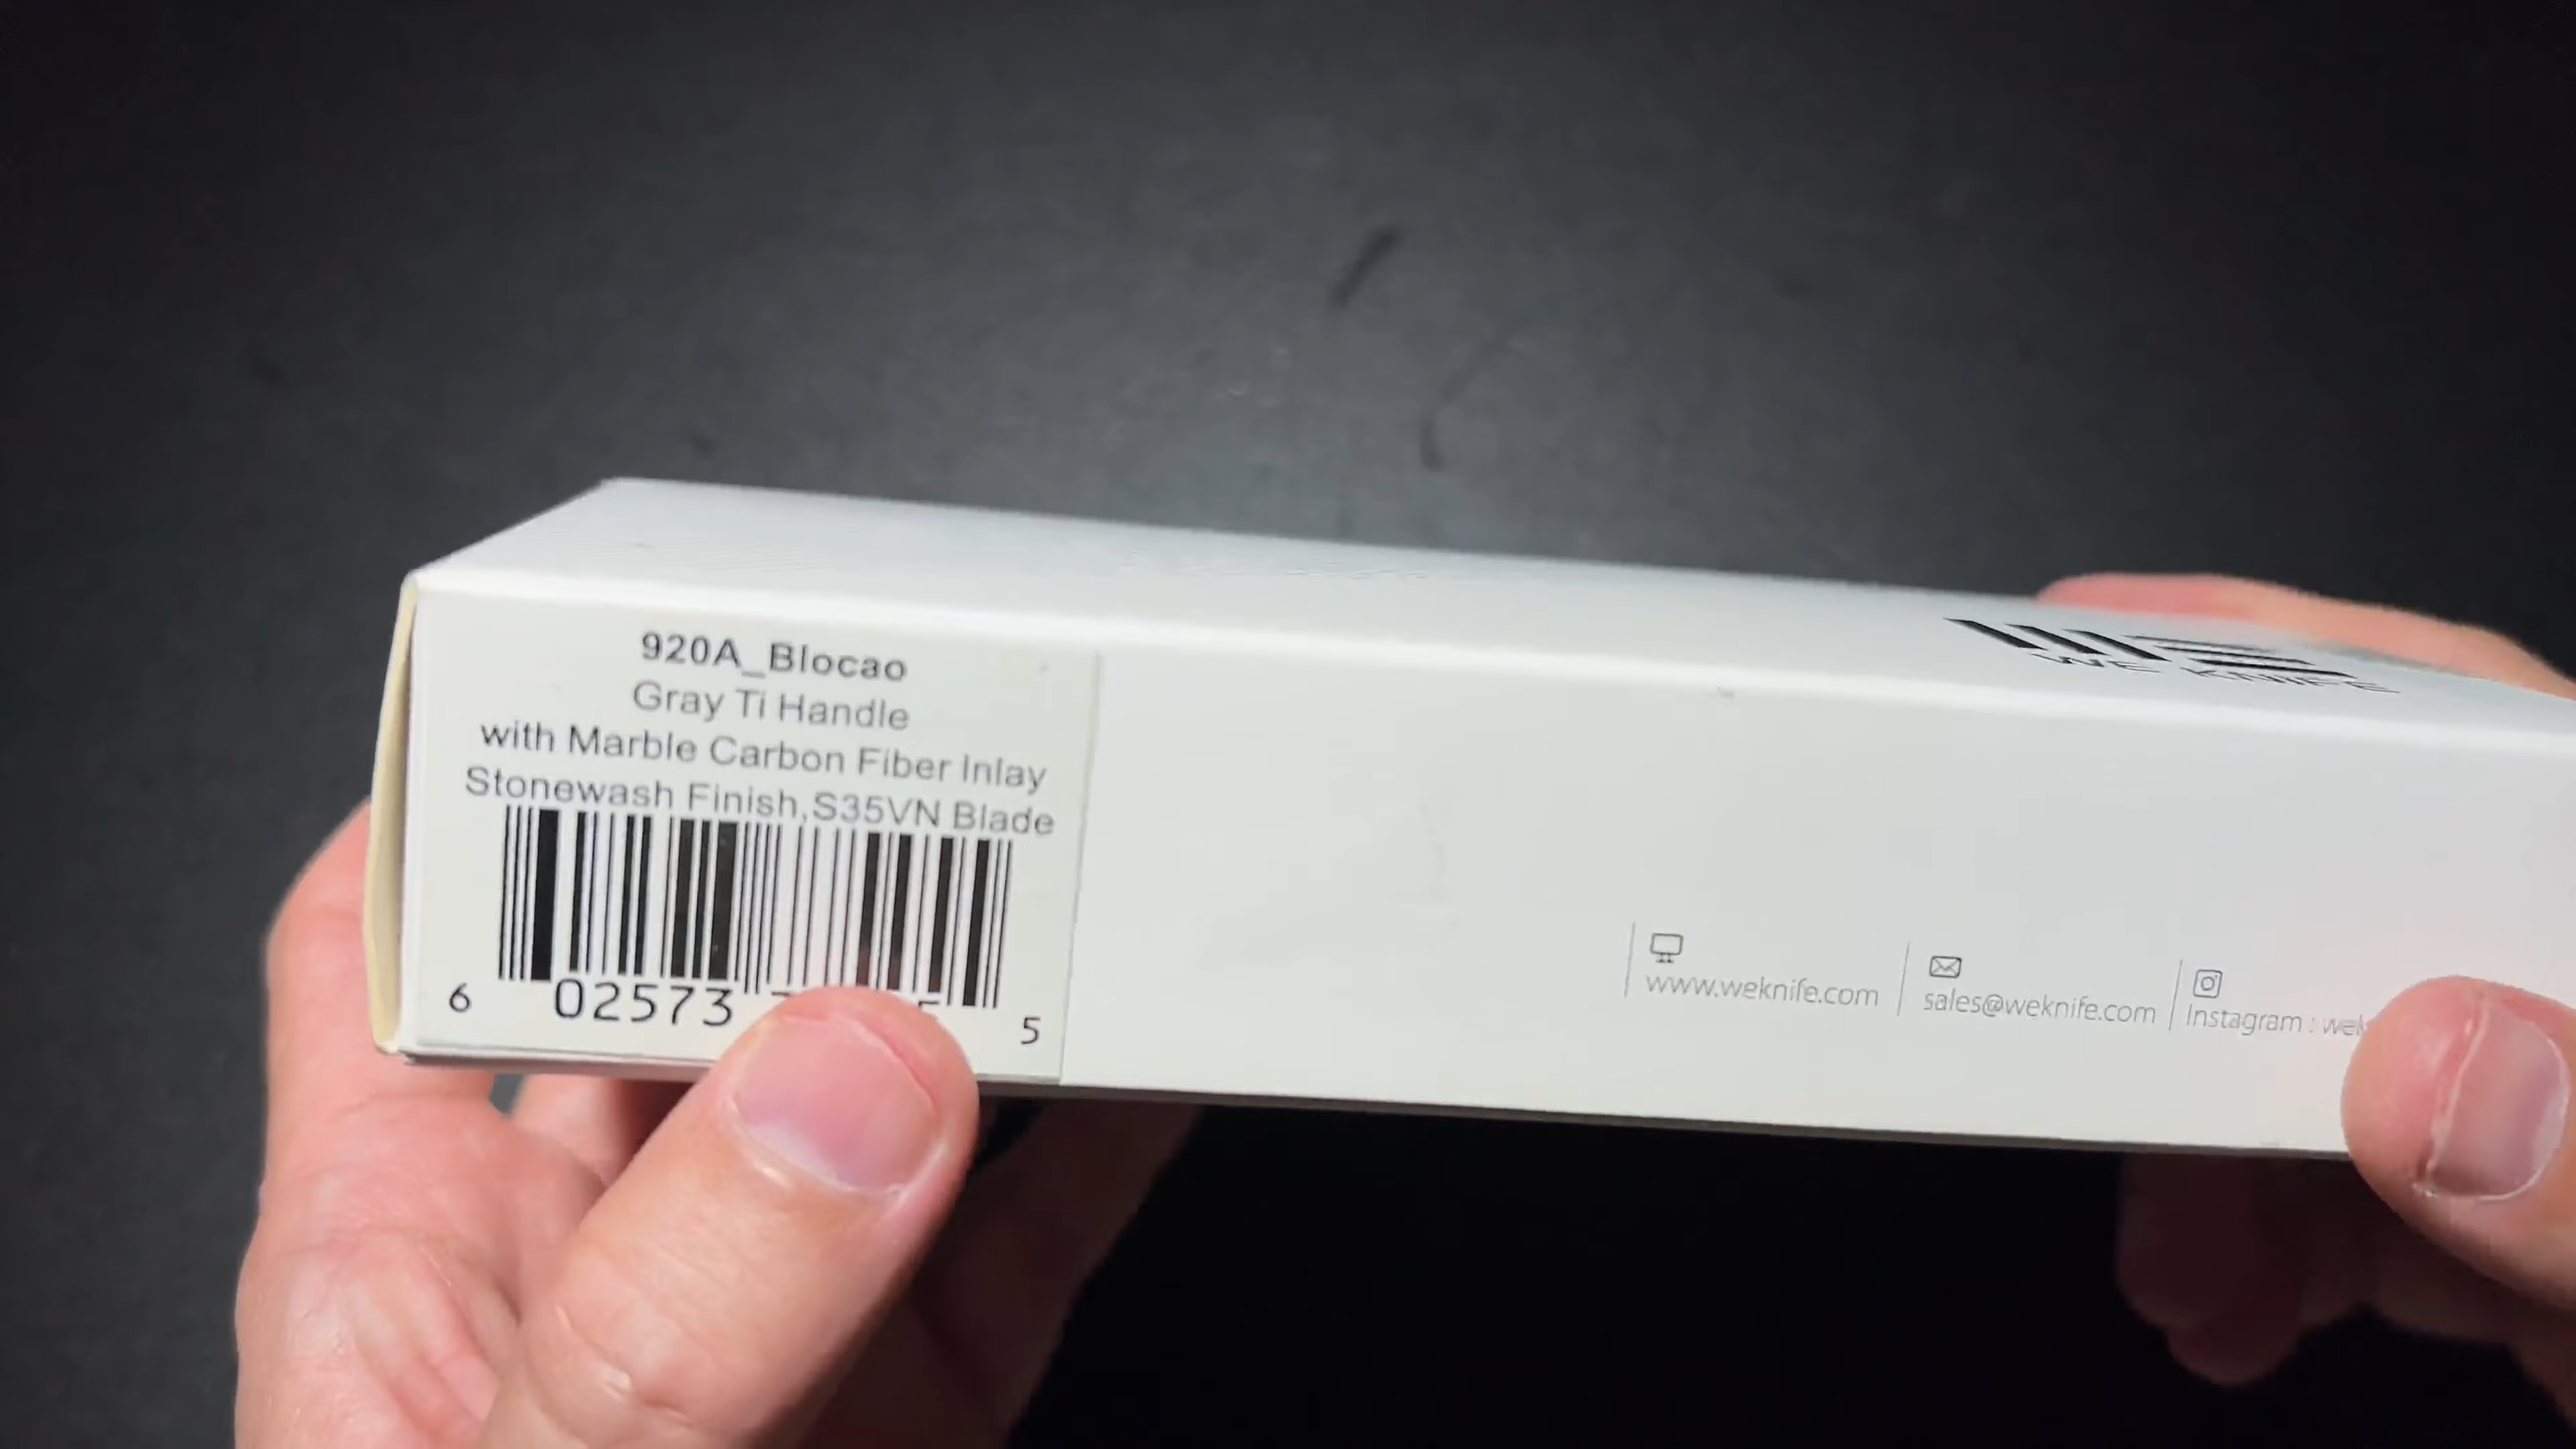 920A_Blocao
Gray Ti Handle
with Marble Carbon Fiber Inlay
Stonewash Finish,S35VN Blade
6 02573 5
WE KNIFE
www.weknife.com
sales@weknife.com
Instagram :